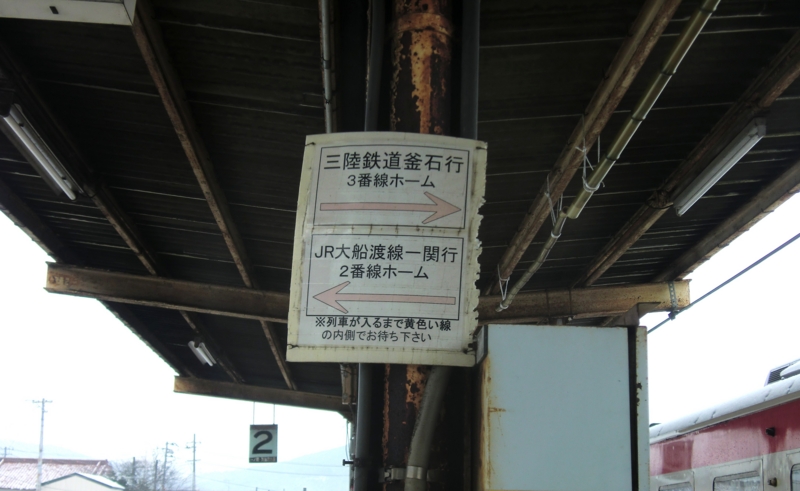 三陸鉄道釜石行
3番線ホーム
JR大船渡線一関行
2番線ホーム
※列車が入るまで黄色い線
の内側でお待ち下さい
2